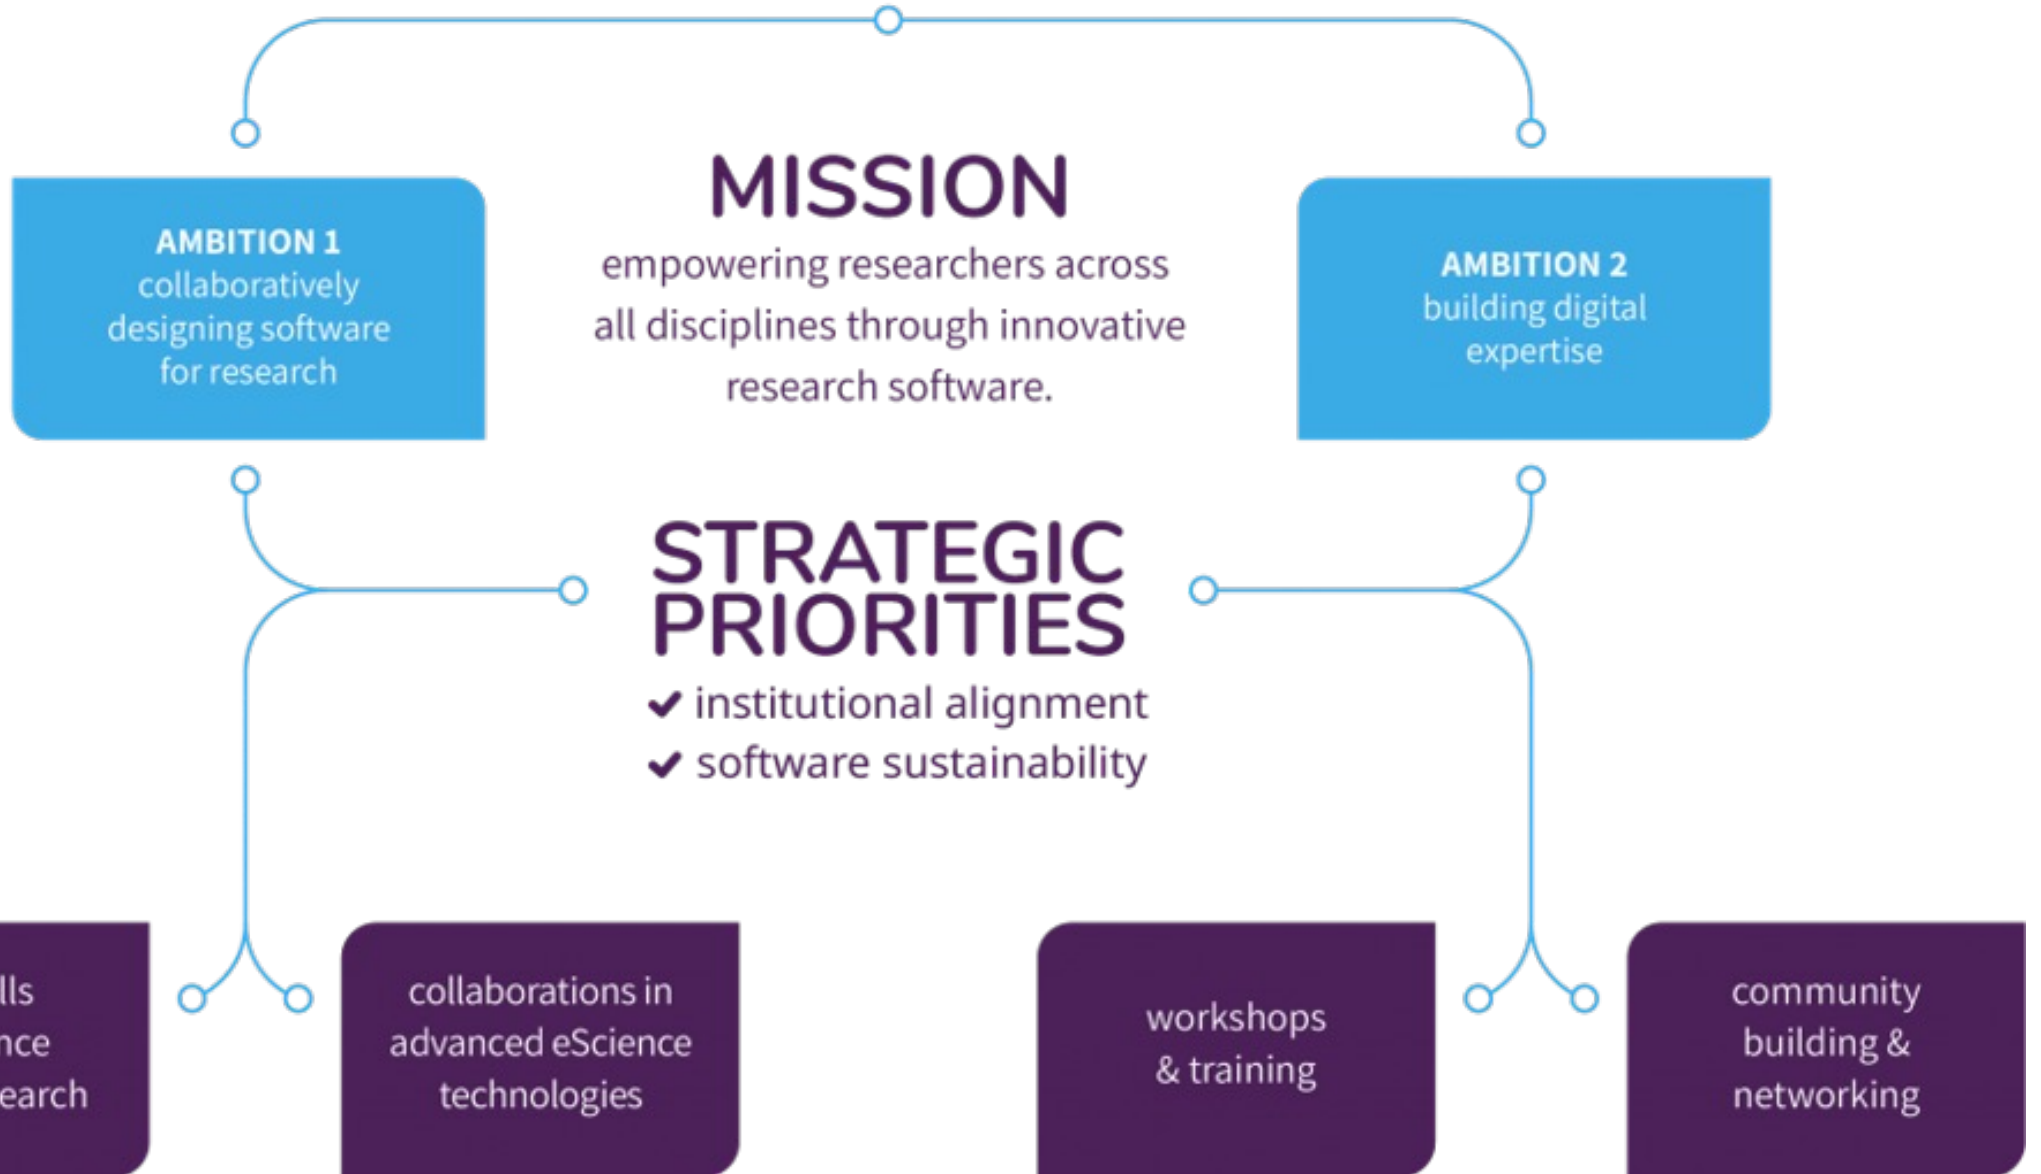 MISSION
empowering researchers across
all disciplines through innovative
research software.
AMBITION 1
collaboratively
designing software
for research
AMBITION 2
building digital
expertise
STRATEGIC
PRIORITIES
✔ institutional alignment
✔ software sustainability
collaborations in
advanced eScience
technologies
workshops
& training
community
building &
networking